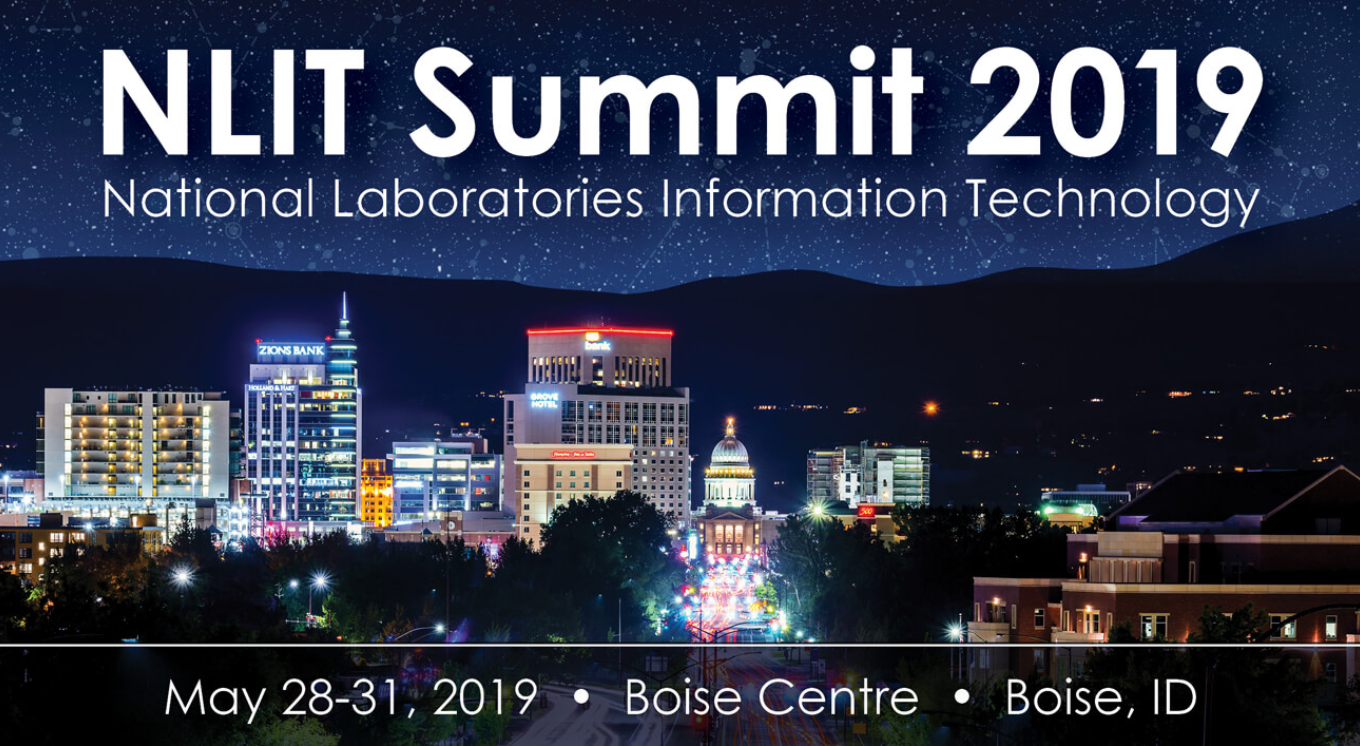 NLIT Summit 2019
National Laboratories Information Technology
ZIONS BANK
HOLLAND & HART
bank
GROVE
HOTEL
May 28-31, 2019 • Boise Centre • Boise, ID